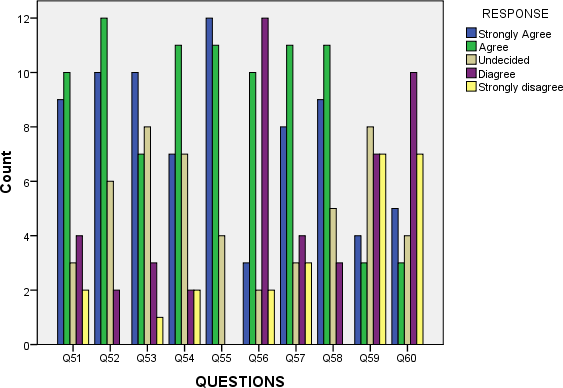 RESPONSE
Strongly Agree
Agree
Undecided
Diagree
Strongly disagree
12
10
8
6
4
2
0
Count
Q51 Q52 Q53 Q54 Q55 Q56 Q57 Q58 Q59 Q60
QUESTIONS